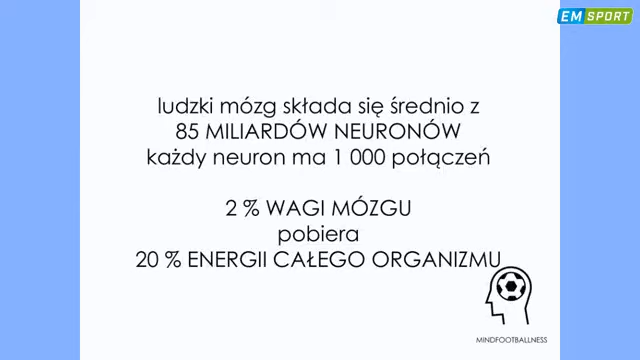 EM SPORT
ludzki mózg składa się średnio z
85 MILIARDÓW NEURONÓW
każdy neuron ma 1 000 połączeń
2 % WAGI MÓZGU
pobiera
20 % ENERGII CAŁEGO ORGANIZMU
MINDFOOTBALLNESS